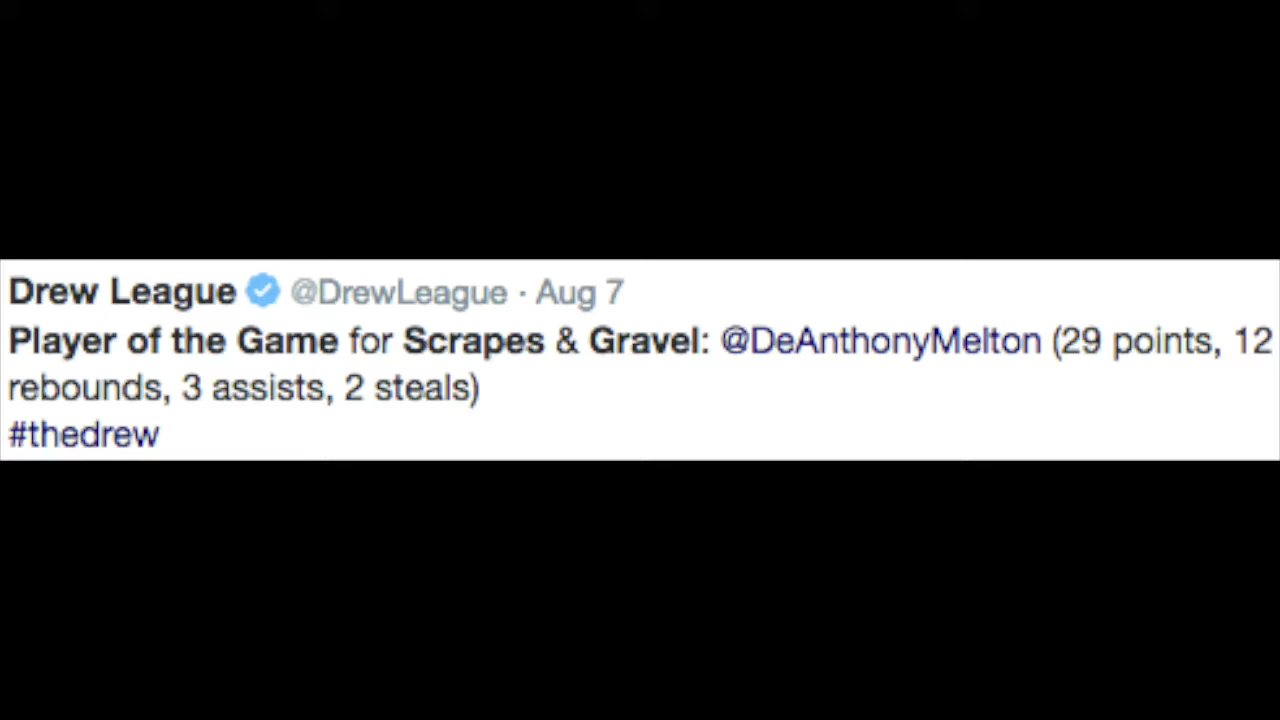 Drew League @DrewLeague · Aug 7
Player of the Game for Scrapes & Gravel: @DeAnthonyMelton (29 points, 12
rebounds, 3 assists, 2 steals)
#thedrew